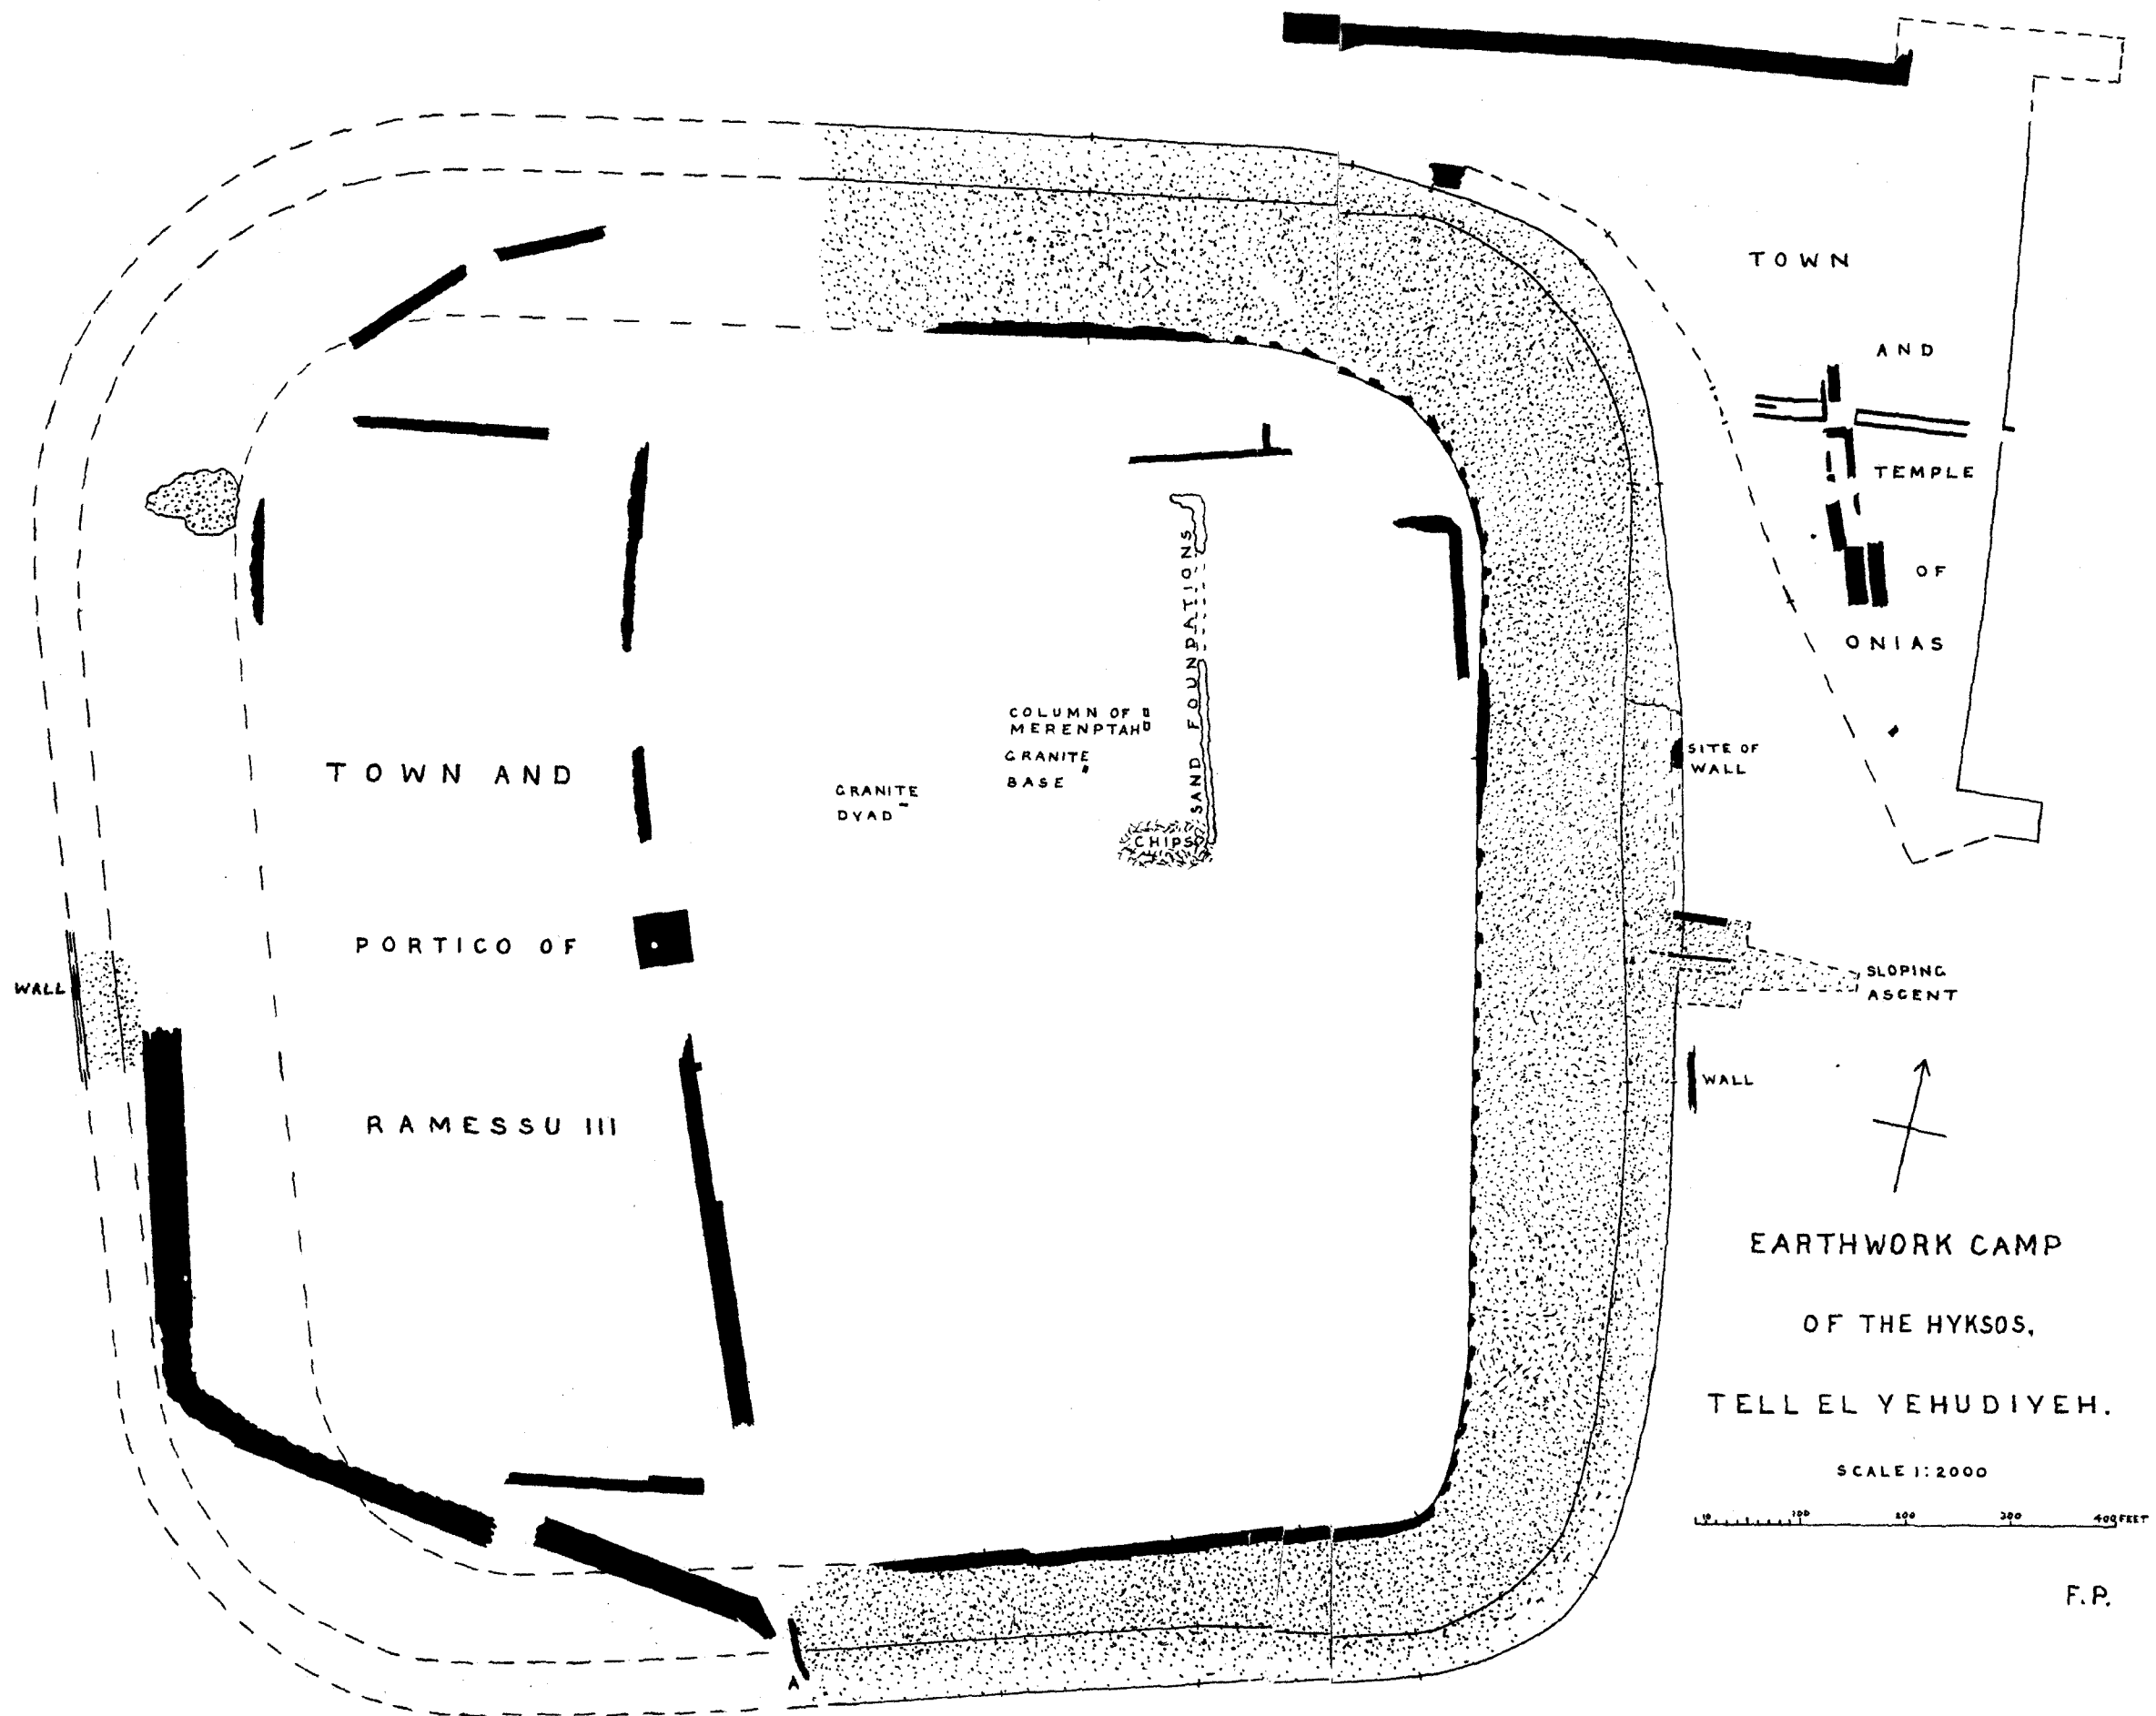 TOWN
AND
TEMPLE
OF
ONIAS
SAND FOUNDATIONS
COLUMN OF
MERENPTAH
GRANITE
BASE
GRANITE
DYAD
CHIPS
SITE OF
WALL
TOWN AND
PORTICO OF
RAMESSU III
WALL
SLOPING
ASCENT
WALL
EARTHWORK CAMP
OF THE HYKSOS,
TELL EL YEHUDIYEH.
SCALE 1:2000
10 100 200 300 400 FEET
F.P.
A